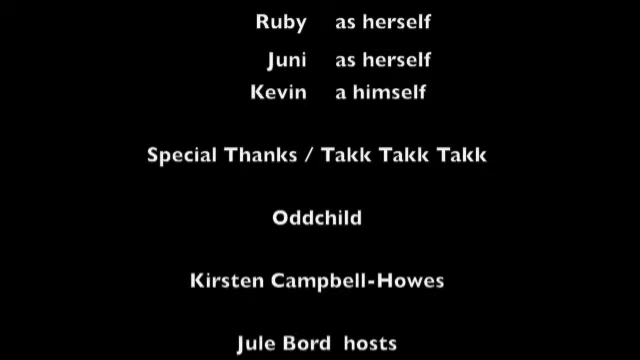 Ruby as herself
Juni as herself
Kevin a himself
Special Thanks / Takk Takk Takk
Oddchild
Kirsten Campbell-Howes
Jule Bord hosts